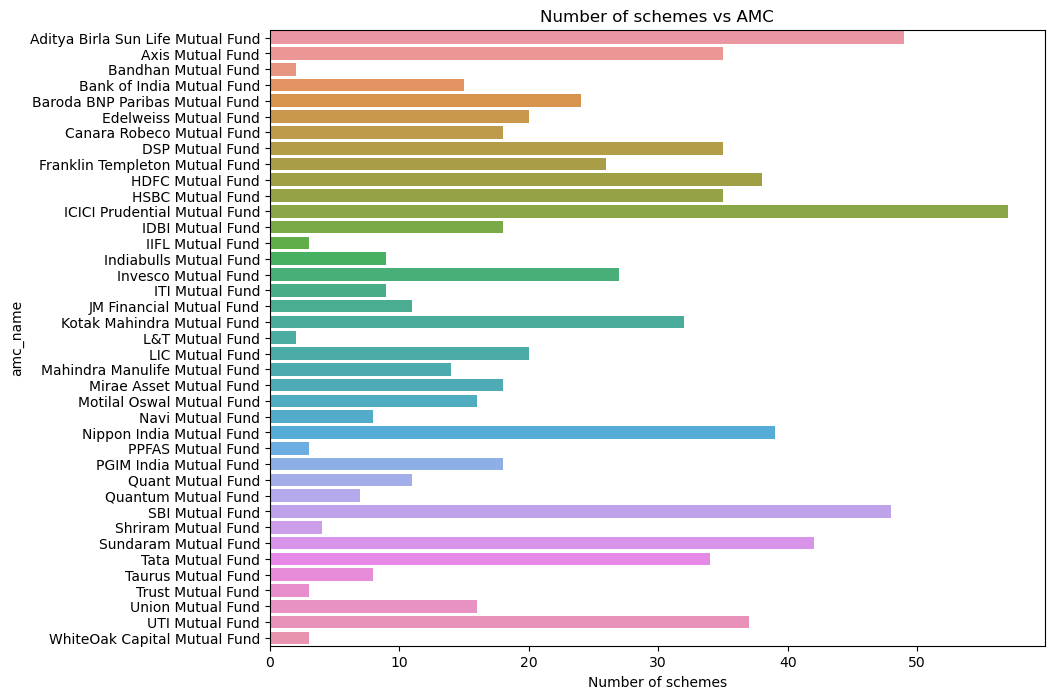 Number of schemes vs AMC
Aditya Birla Sun Life Mutual Fund
Axis Mutual Fund
Bandhan Mutual Fund
Bank of India Mutual Fund
Baroda BNP Paribas Mutual Fund
Edelweiss Mutual Fund
Canara Robeco Mutual Fund
DSP Mutual Fund
Franklin Templeton Mutual Fund
HDFC Mutual Fund
HSBC Mutual Fund
ICICI Prudential Mutual Fund
IDBI Mutual Fund
IIFL Mutual Fund
Indiabulls Mutual Fund
Invesco Mutual Fund
ITI Mutual Fund
JM Financial Mutual Fund
Kotak Mahindra Mutual Fund
L&T Mutual Fund
LIC Mutual Fund
Mahindra Manulife Mutual Fund
Mirae Asset Mutual Fund
Motilal Oswal Mutual Fund
Navi Mutual Fund
Nippon India Mutual Fund
PPFAS Mutual Fund
PGIM India Mutual Fund
Quant Mutual Fund
Quantum Mutual Fund
SBI Mutual Fund
Shriram Mutual Fund
Sundaram Mutual Fund
Tata Mutual Fund
Taurus Mutual Fund
Trust Mutual Fund
Union Mutual Fund
UTI Mutual Fund
WhiteOak Capital Mutual Fund
amc_name
0 10 20 30 40 50
Number of schemes